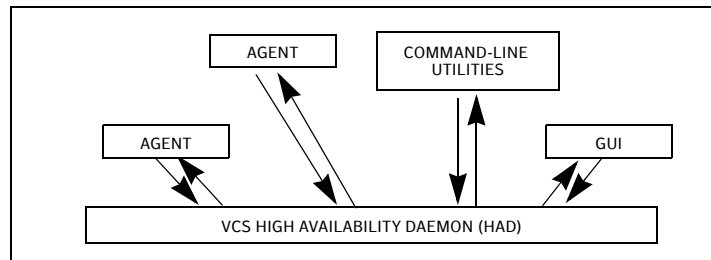 AGENT
COMMAND-LINE
UTILITIES
AGENT
GUI
VCS HIGH AVAILABILITY DAEMON (HAD)